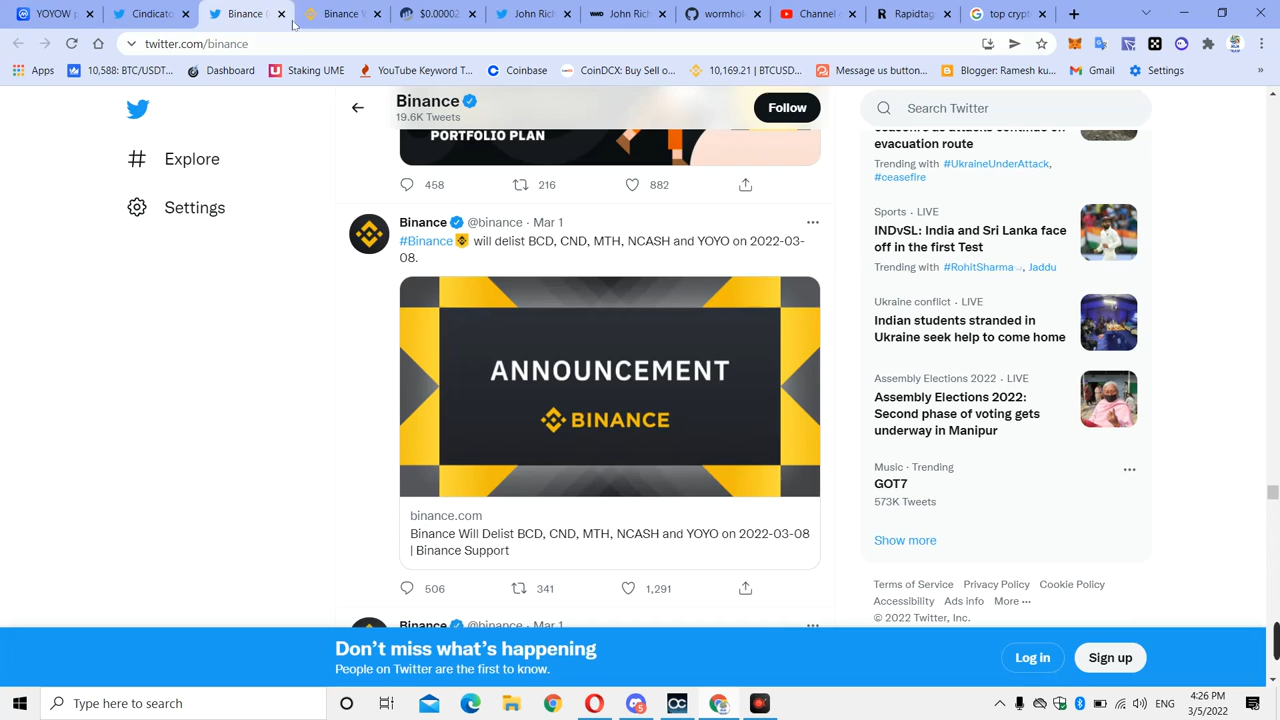 YOYOW p
Twitter
Binance (
Binance \
$0.0002
John Rich
Top crypto
twitter.com/binance
Apps
10,588: BTC/USDT...
Dashboard
Staking UME
YouTube Keyword T...
Coinbase
CoinDCX: Buy Sel o...
10,169.21 | BTCUSD...
Message button...
Blogger: Ramesh ku...
Gmail
Settings
Explore
Settings
Binance
19.6K Tweets
Follow
PORTFOLIO PLAN
458
216
882
Binance @binance · Mar 1
#Binance will delist BCD, CND, MTH, NCASH and YOYO on 2022-03-
08.
ANNOUNCEMENT
BINANCE
binance.com
Binance Will Delist BCD, CND, MTH, NCASH and YOYO on 2022-03-08
| Binance Support
506
341
1,291
Binance @binance · Mar 1
Search Twitter
ceasefire as attacks continue on
evacuation route
Trending with #UkraineUnderAttack,
#ceasefire
Sports · LIVE
INDvSL: India and Sri Lanka face
off in the first Test
Trending with #RohitSharma, Jaddu
Ukraine conflict · LIVE
Indian students stranded in
Ukraine seek help to come home
Assembly Elections 2022 · LIVE
Assembly Elections 2022:
Second phase of voting gets
underway in Manipur
Music · Trending
GOT7
573K Tweets
Show more
Terms of Service Privacy Policy Cookie Policy
Accessibility Ads info More ···
© 2022 Twitter, Inc.
Don't miss what's happening
People on Twitter are the first to know.
Log in
Sign up
Type here to search
ENG
4:26 PM
3/5/2022